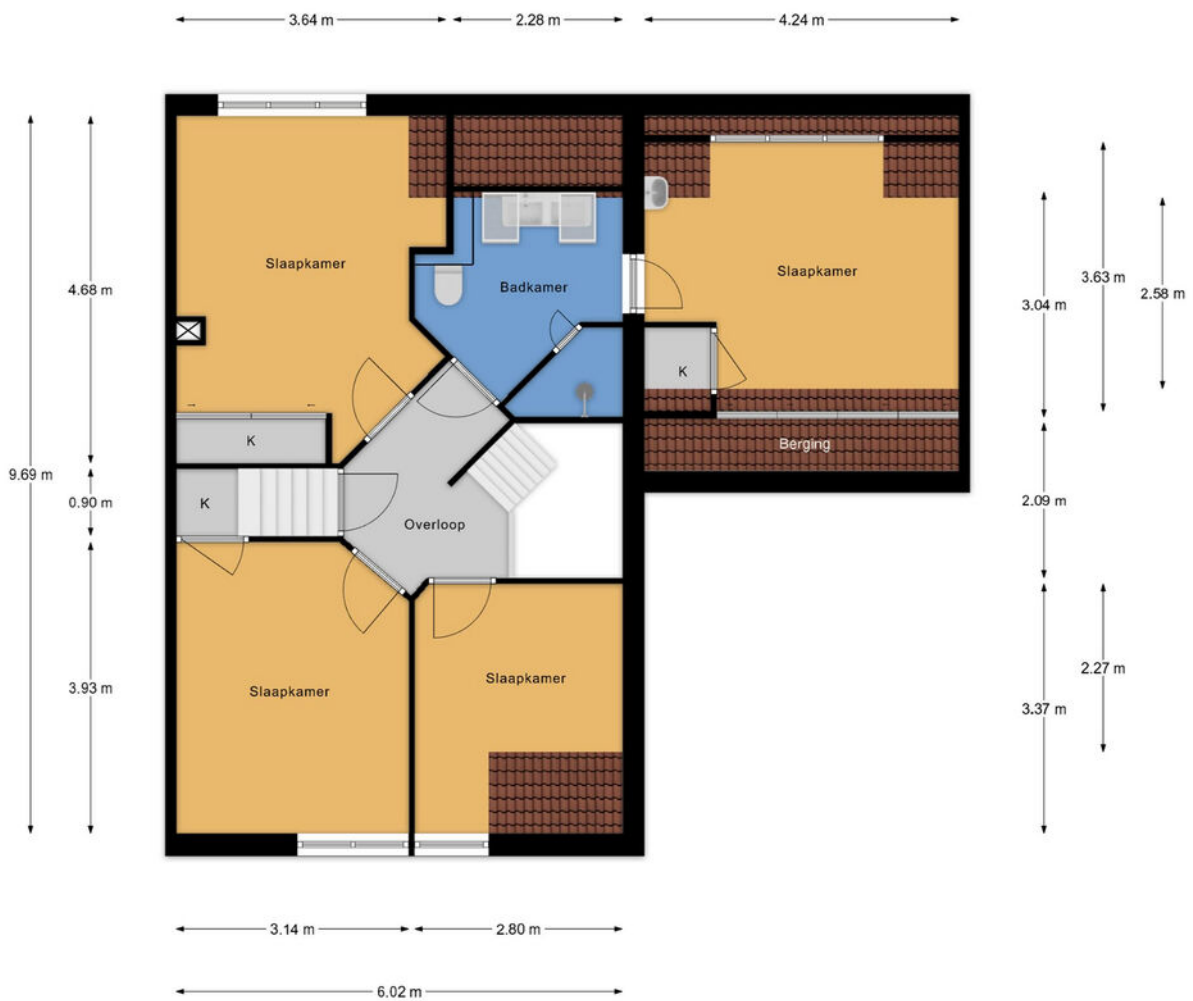 3.64 m
2.28 m
4.24 m
Slaapkamer
Badkamer
Slaapkamer
4.68 m
3.63 m
2.58 m
3.04 m
K
K
Berging
9.69 m
0.90 m
K
Overloop
2.09 m
Slaapkamer
Slaapkamer
3.93 m
2.27 m
3.37 m
3.14 m
2.80 m
6.02 m